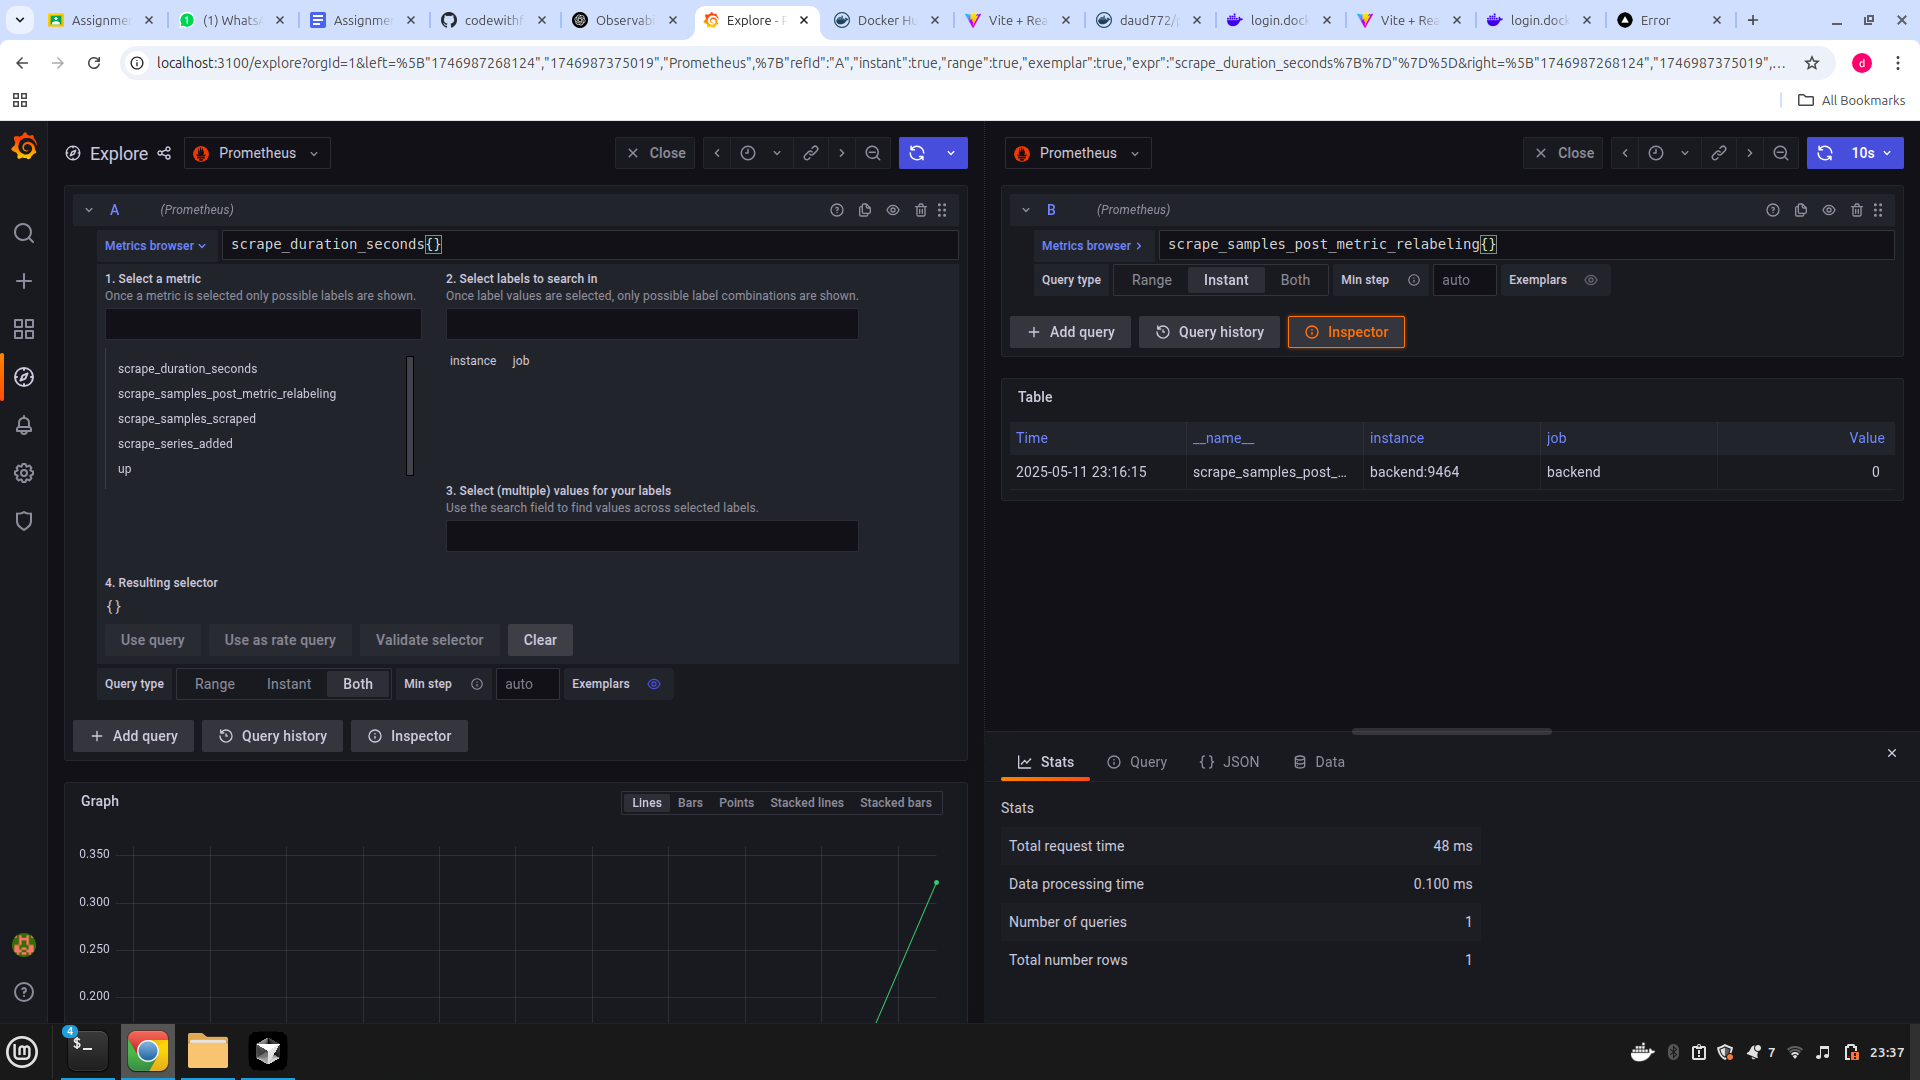 Assignme
(1) Whats
Assignme
codewithf
Observab
Explore - P
Docker Hu
Vite + Rea
daud772/
login.dock
Vite + Rea
login.dock
Error
localhost:3100/explore?orgId=1&left=%5B"1746987268124","1746987375019","Prometheus",%7B"refId":"A","instant":true,"range":true,"exemplar":true,"expr":"scrape_duration_seconds%7B%7D"%7D%5D&right=%5B"1746987268124","1746987375019",...
d
All Bookmarks
Explore
Prometheus
Close
Prometheus
Close
10s
A (Prometheus)
Metrics browser
scrape_duration_seconds{}
1. Select a metric
Once a metric is selected only possible labels are shown.
scrape_duration_seconds
scrape_samples_post_metric_relabeling
scrape_samples_scraped
scrape_series_added
up
2. Select labels to search in
Once label values are selected, only possible label combinations are shown.
instance job
3. Select (multiple) values for your labels
Use the search field to find values across selected labels.
4. Resulting selector
{}
Use query Use as rate query Validate selector Clear
Query type Range Instant Both Min step auto Exemplars
Add query Query history Inspector
Graph
Lines Bars Points Stacked lines Stacked bars
0.350
0.300
0.250
0.200
B (Prometheus)
Metrics browser
scrape_samples_post_metric_relabeling{}
Query type Range Instant Both Min step auto Exemplars
Add query Query history Inspector
Table
Time __name__ instance job Value
2025-05-11 23:16:15 scrape_samples_post_... backend:9464 backend 0
Stats Query JSON Data
Stats
Total request time 48 ms
Data processing time 0.100 ms
Number of queries 1
Total number rows 1
4
7
23:37